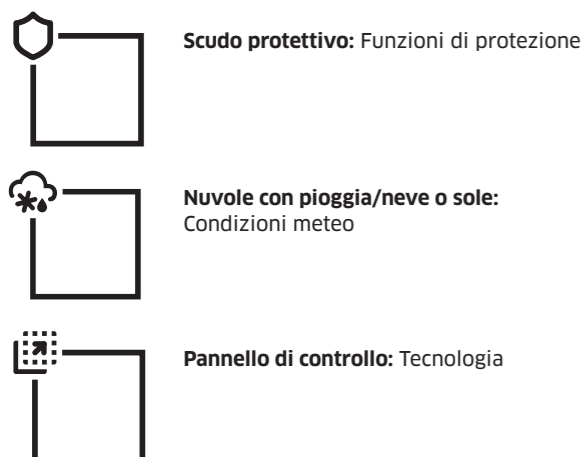 Scudo protettivo: Funzioni di protezione
Nuvole con pioggia/neve o sole:
Condizioni meteo
Pannello di controllo: Tecnologia